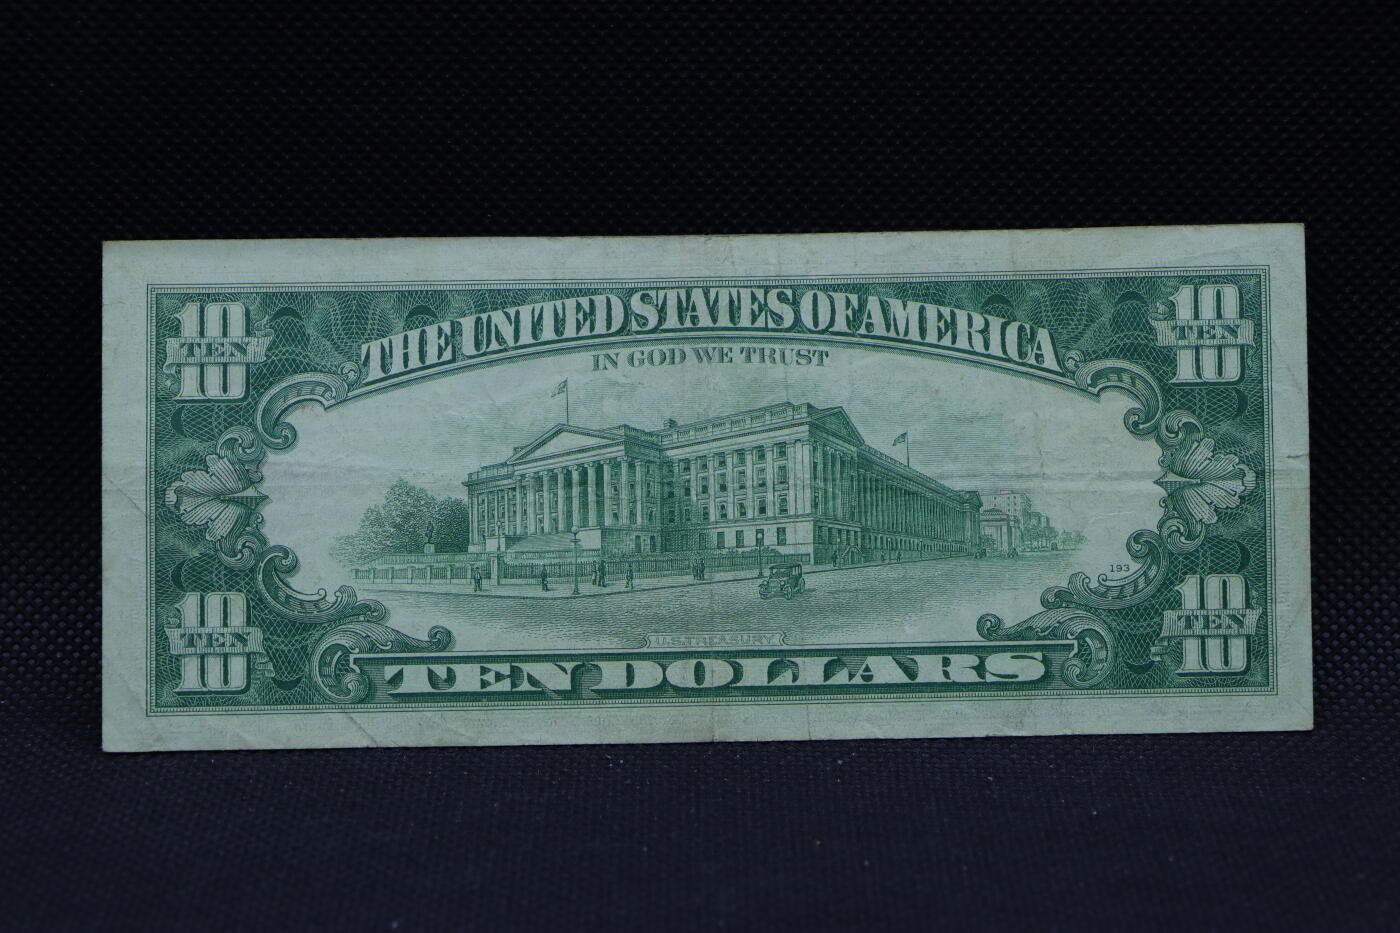 THE UNITED STATES OF AMERICA
IN GOD WE TRUST
10 TEN 10
10 TEN 10
193
10 TEN 10
10 TEN 10
U.S. TREASURY
TEN DOLLARS